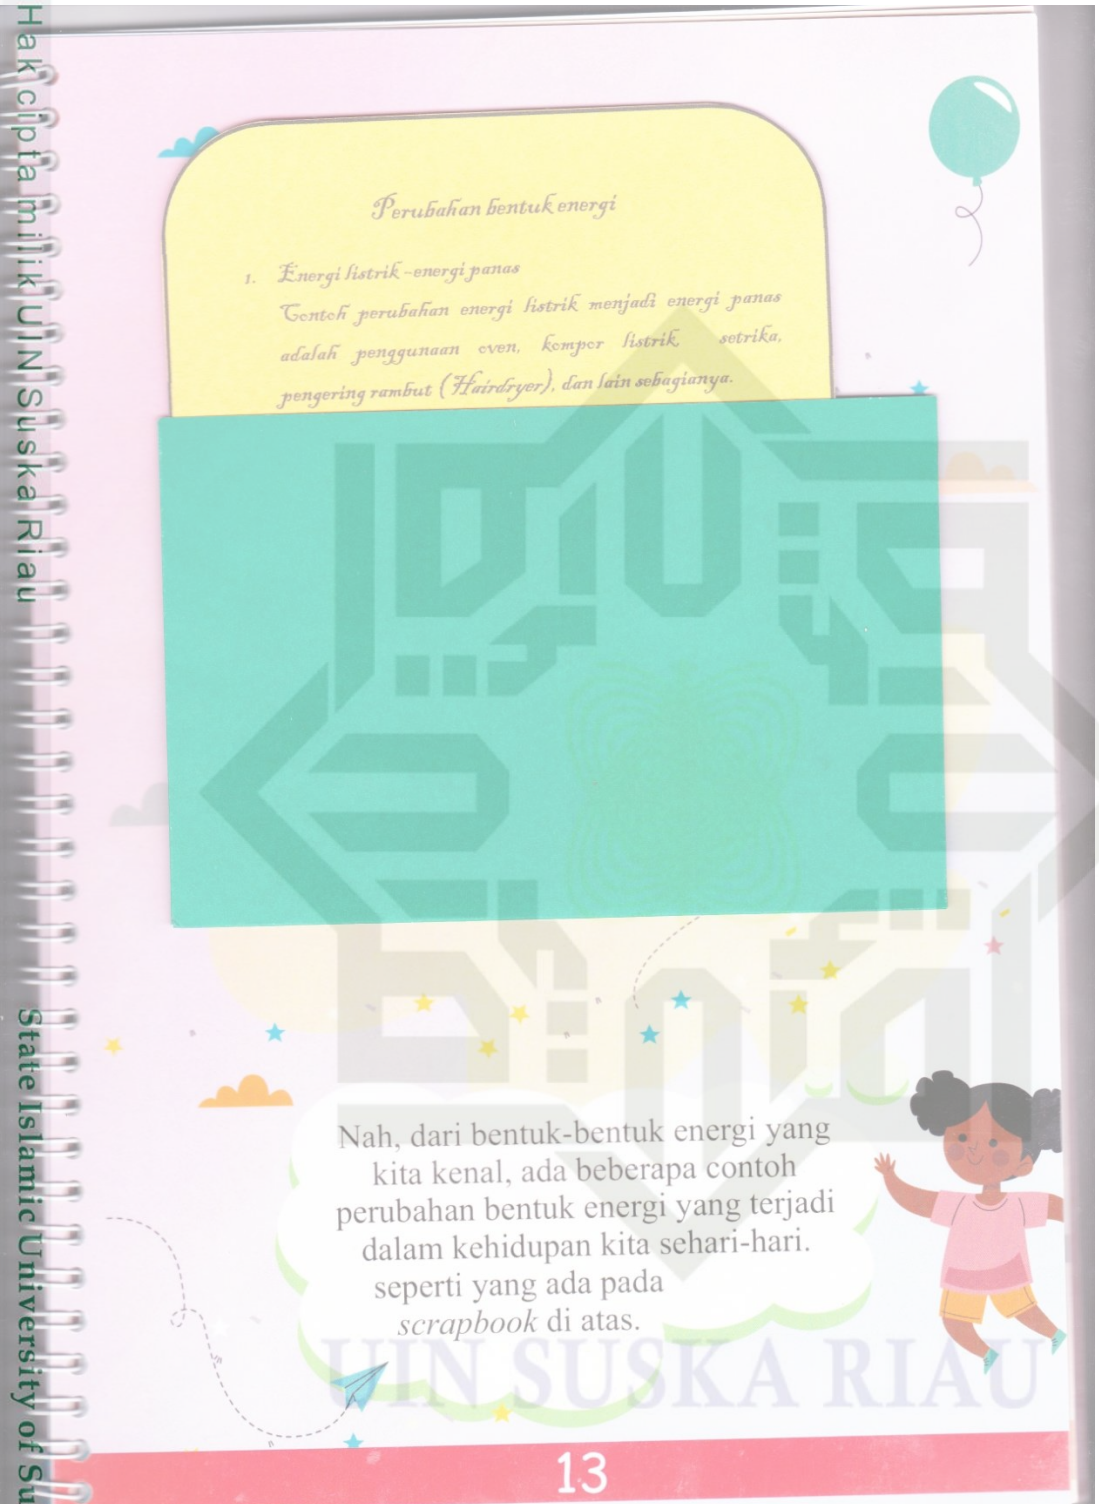 Hak cipta milik UIN Suska Riau
State Islamic University of Su
Perubahan bentuk energi
1. Energi listrik-energi panas
Contoh perubahan energi listrik menjadi energi panas
adalah penggunaan oven, kompor listrik, setrika,
pengering rambut (Hairdryer), dan lain sebagianya.
Nah, dari bentuk-bentuk energi yang
kita kenal, ada beberapa contoh
perubahan bentuk energi yang terjadi
dalam kehidupan kita sehari-hari.
seperti yang ada pada
scrapbook di atas.
UIN SUSKA RIAU
13